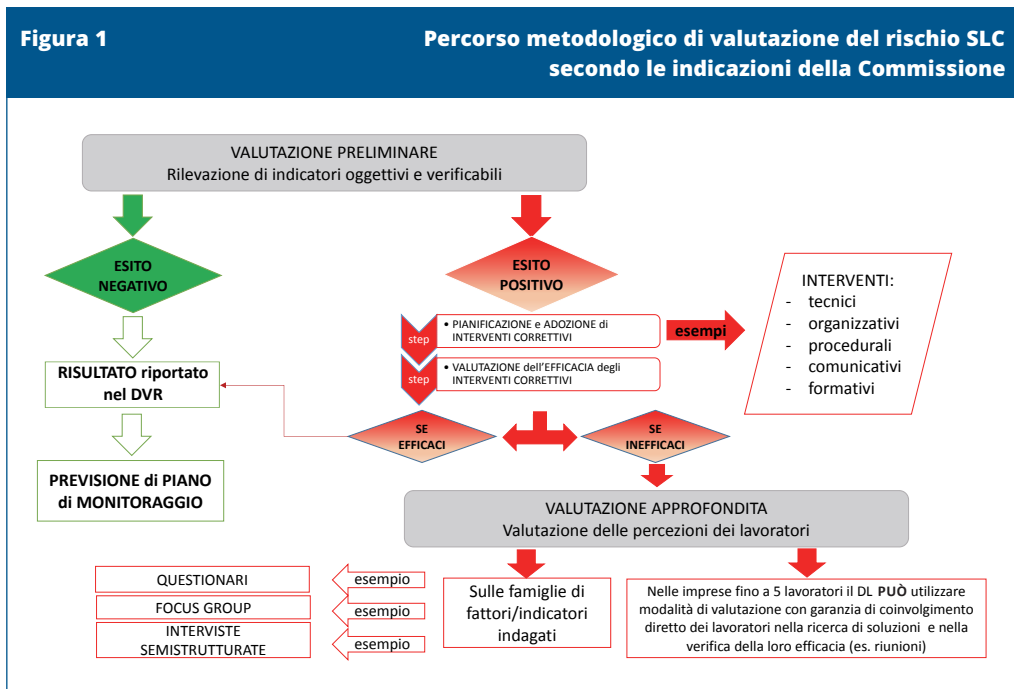 Figura 1
Percorso metodologico di valutazione del rischio SLC
secondo le indicazioni della Commissione
VALUTAZIONE PRELIMINARE
Rilevazione di indicatori oggettivi e verificabili
ESITO
NEGATIVO
ESITO
POSITIVO
INTERVENTI:
- tecnici
- organizzativi
- procedurali
- comunicativi
- formativi
step
• PIANIFICAZIONE e ADOZIONE di
INTERVENTI CORRETTIVI
esempi
step
• VALUTAZIONE dell'EFFICACIA degli
INTERVENTI CORRETTIVI
RISULTATO riportato
nel DVR
SE
EFFICACI
SE
INEFFICACI
PREVISIONE di PIANO
di MONITORAGGIO
VALUTAZIONE APPROFONDITA
Valutazione delle percezioni dei lavoratori
QUESTIONARI
esempio
FOCUS GROUP
esempio
INTERVISTE
SEMISTRUTTURATE
esempio
Sulle famiglie di
fattori/indicatori
indagati
Nelle imprese fino a 5 lavoratori il DL PUÒ utilizzare
modalità di valutazione con garanzia di coinvolgimento
diretto dei lavoratori nella ricerca di soluzioni e nella
verifica della loro efficacia (es. riunioni)